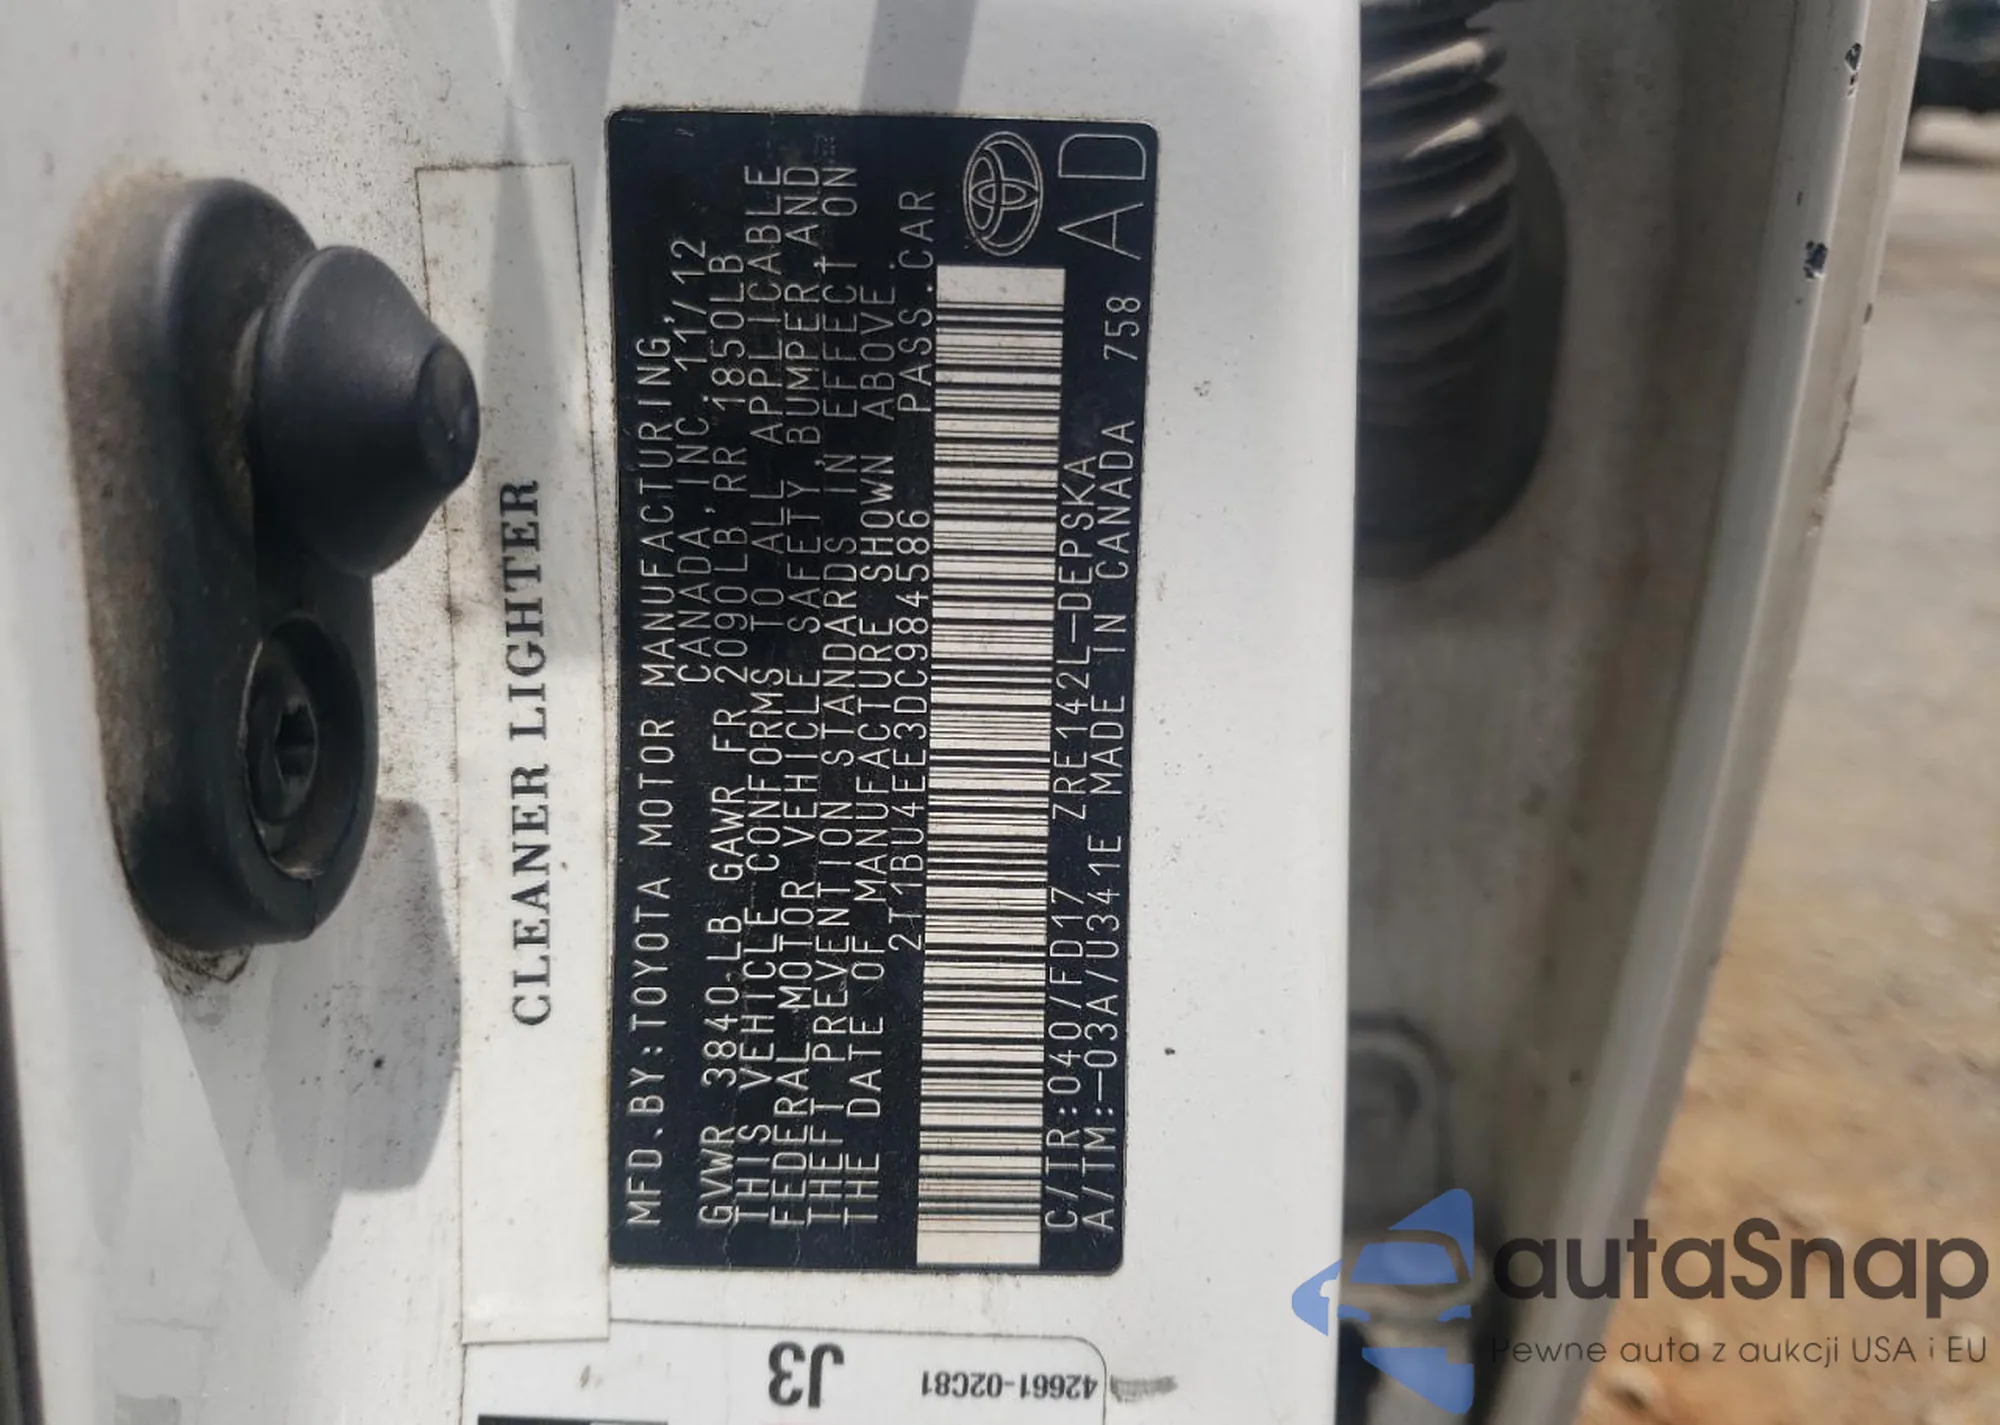 CLEANER LIGHTER
MFD.BY:TOYOTA MOTOR MANUFACTURING,
CANADA, INC. 11/12
GVWR 3840 LB GAWR FR 2090LB,RR 1850LB
THIS VEHICLE CONFORMS TO ALL APPLICABLE
FEDERAL MOTOR VEHICLE SAFETY,BUMPER,AND
THEFT PREVENTION STANDARDS IN EFFECT ON
THE DATE OF MANUFACTURE SHOWN ABOVE.
2T1BU4EE3DC984586 PASS.CAR
C/TR:040/FD17 ZRE142L-DEPSKA
A/TM:-03A/U341E MADE IN CANADA 758
AD
J3
42661-02C81
autaSnap
Pewne auta z aukcji USA i EU